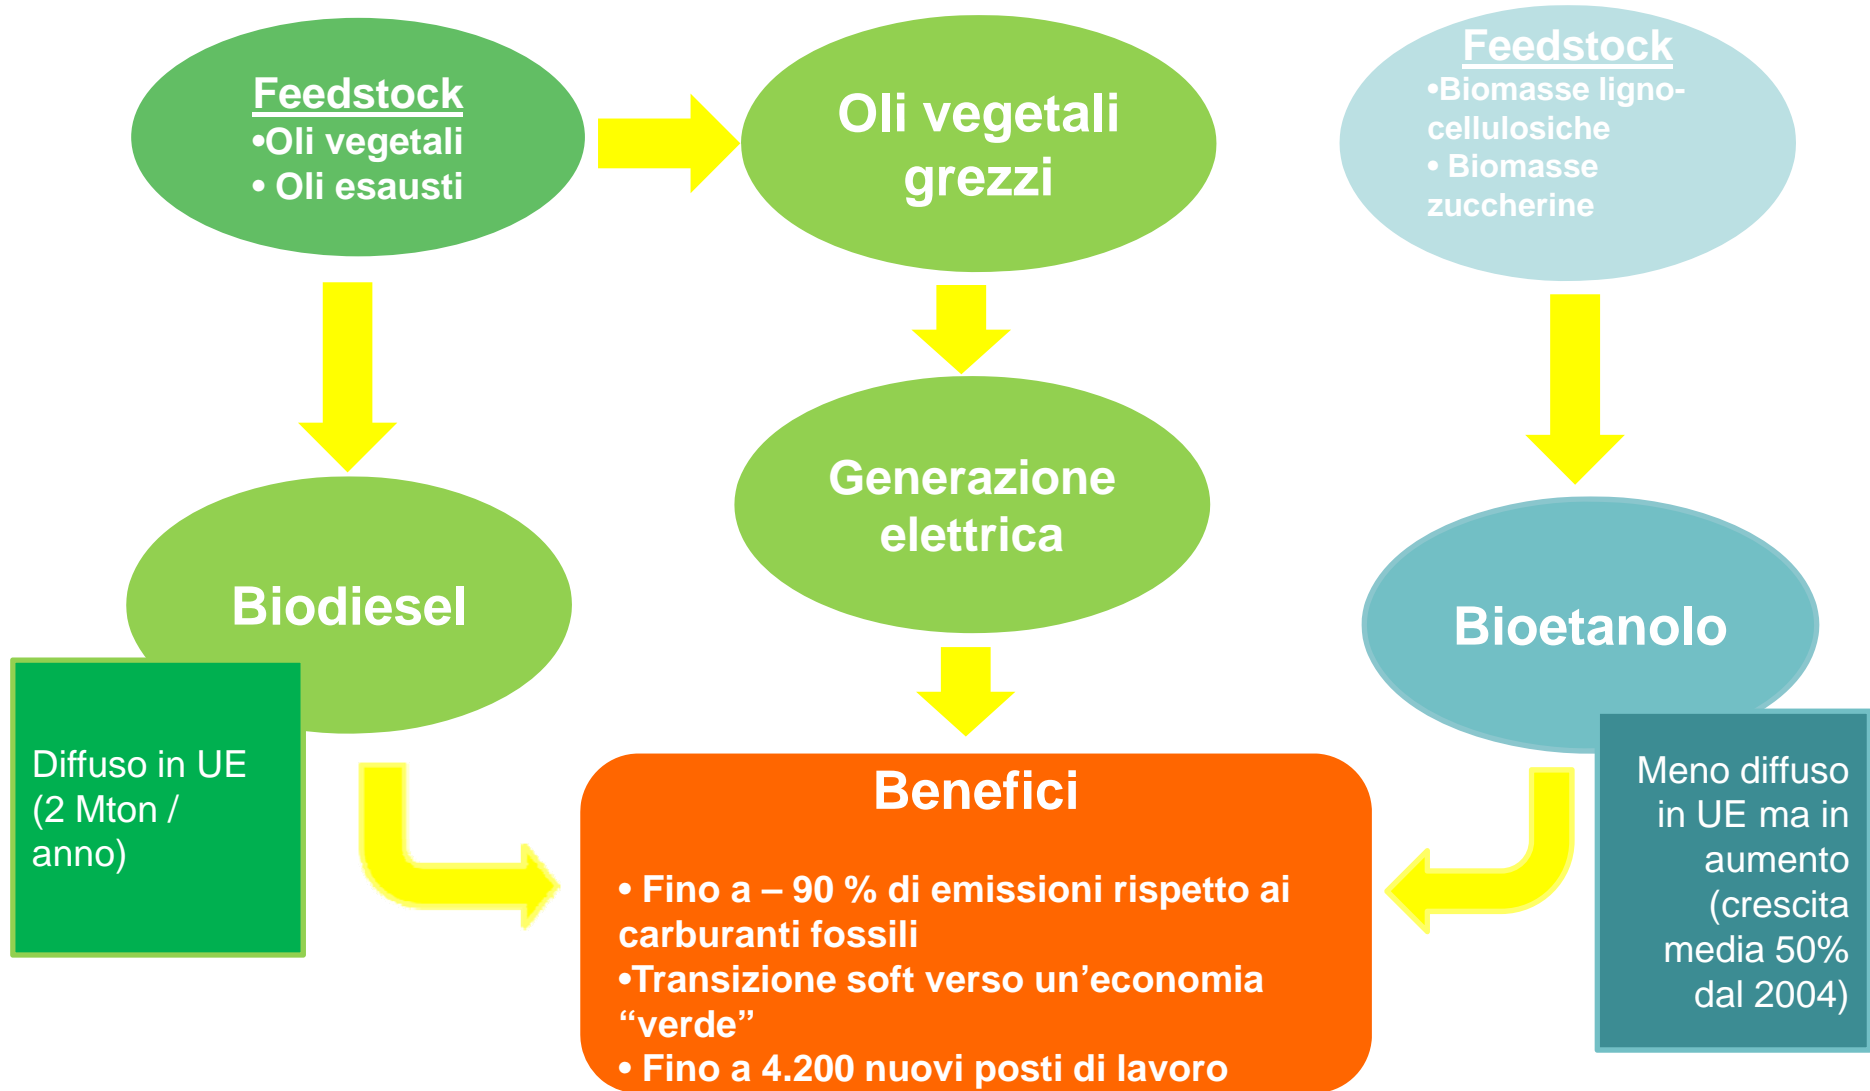 Feedstock
•Oli vegetali
• Oli esausti
Oli vegetali
grezzi
Feedstock
•Biomasse ligno-
cellulosiche
• Biomasse
zuccherine
Generazione
elettrica
Biodiesel
Bioetanolo
Diffuso in UE
(2 Mton /
anno)
Benefici
• Fino a – 90 % di emissioni rispetto ai
carburanti fossili
•Transizione soft verso un’economia
“verde”
• Fino a 4.200 nuovi posti di lavoro
Meno diffuso
in UE ma in
aumento
(crescita
media 50%
dal 2004)